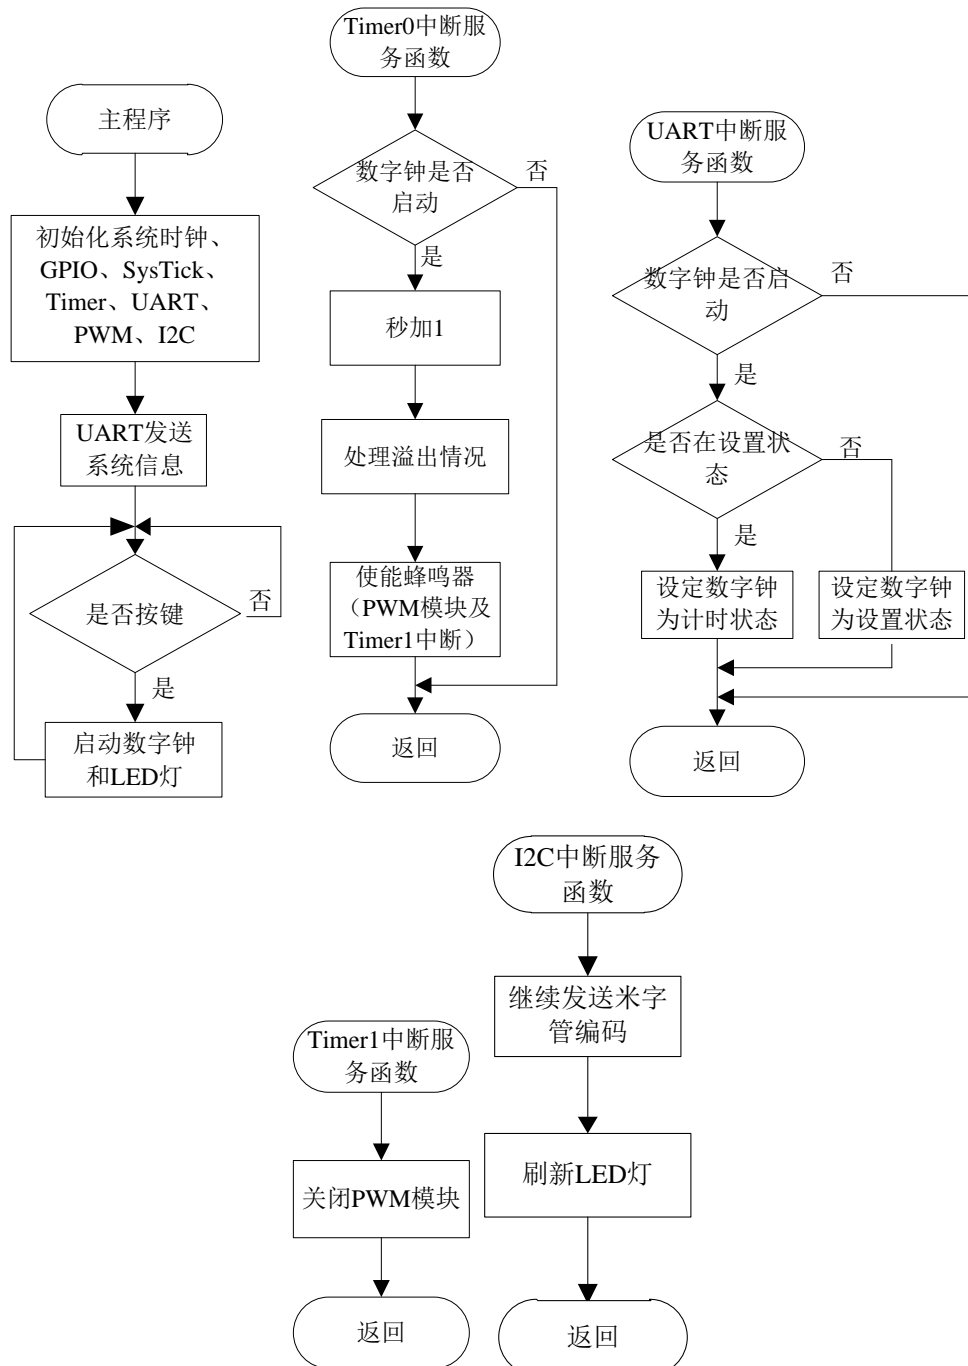 主程序
初始化系统时钟、
GPIO、SysTick、
Timer、UART、
PWM、I2C
UART发送
系统信息
是否按键
否
是
启动数字钟
和LED灯
Timer0中断服
务函数
数字钟是否
启动
否
是
秒加1
处理溢出情况
使能蜂鸣器
（PWM模块及
Timer1中断）
返回
UART中断服
务函数
数字钟是否启
动
否
是
是否在设置状
态
否
是
设定数字钟
为计时状态
设定数字钟
为设置状态
返回
Timer1中断服
务函数
关闭PWM模块
返回
I2C中断服务
函数
继续发送米字
管编码
刷新LED灯
返回